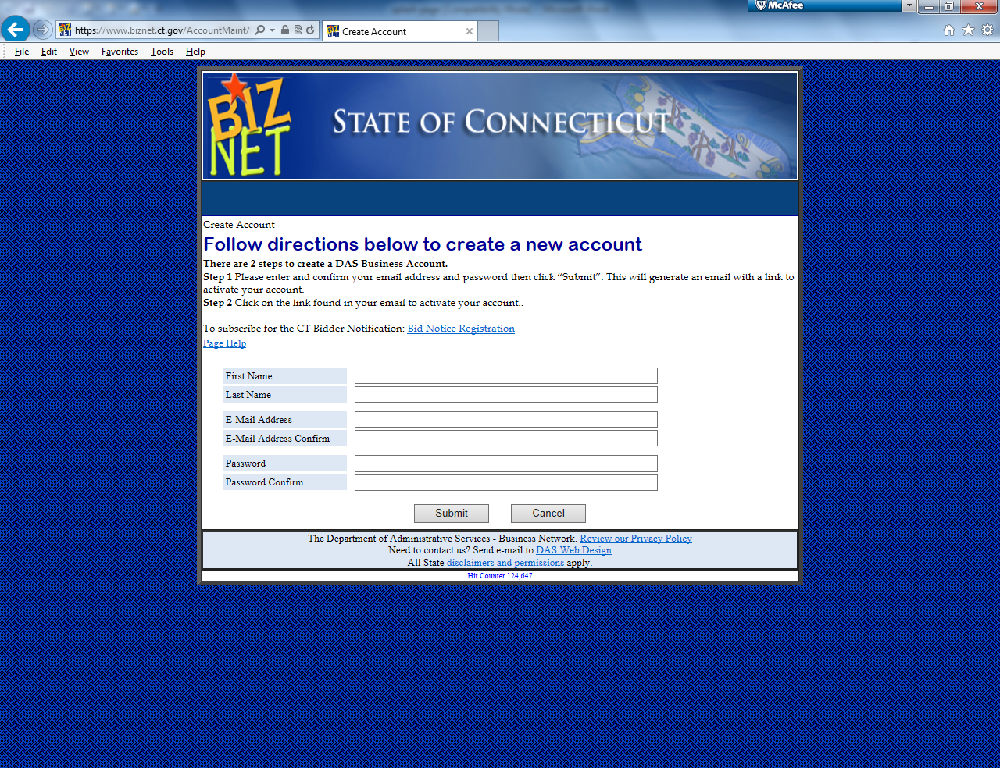 McAfee
https://www.biznet.ct.gov/AccountMaint/
Create Account
File Edit View Favorites Tools Help
BIZ
NET
STATE OF CONNECTICUT
Create Account
Follow directions below to create a new account
There are 2 steps to create a DAS Business Account.
Step 1 Please enter and confirm your email address and password then click “Submit”. This will generate an email with a link to
activate your account.
Step 2 Click on the link found in your email to activate your account..
To subscribe for the CT Bidder Notification: Bid Notice Registration
Page Help
First Name
Last Name
E-Mail Address
E-Mail Address Confirm
Password
Password Confirm
Submit Cancel
The Department of Administrative Services - Business Network. Review our Privacy Policy
Need to contact us? Send e-mail to DAS Web Design
All State disclaimers and permissions apply.
Hit Counter 124,647